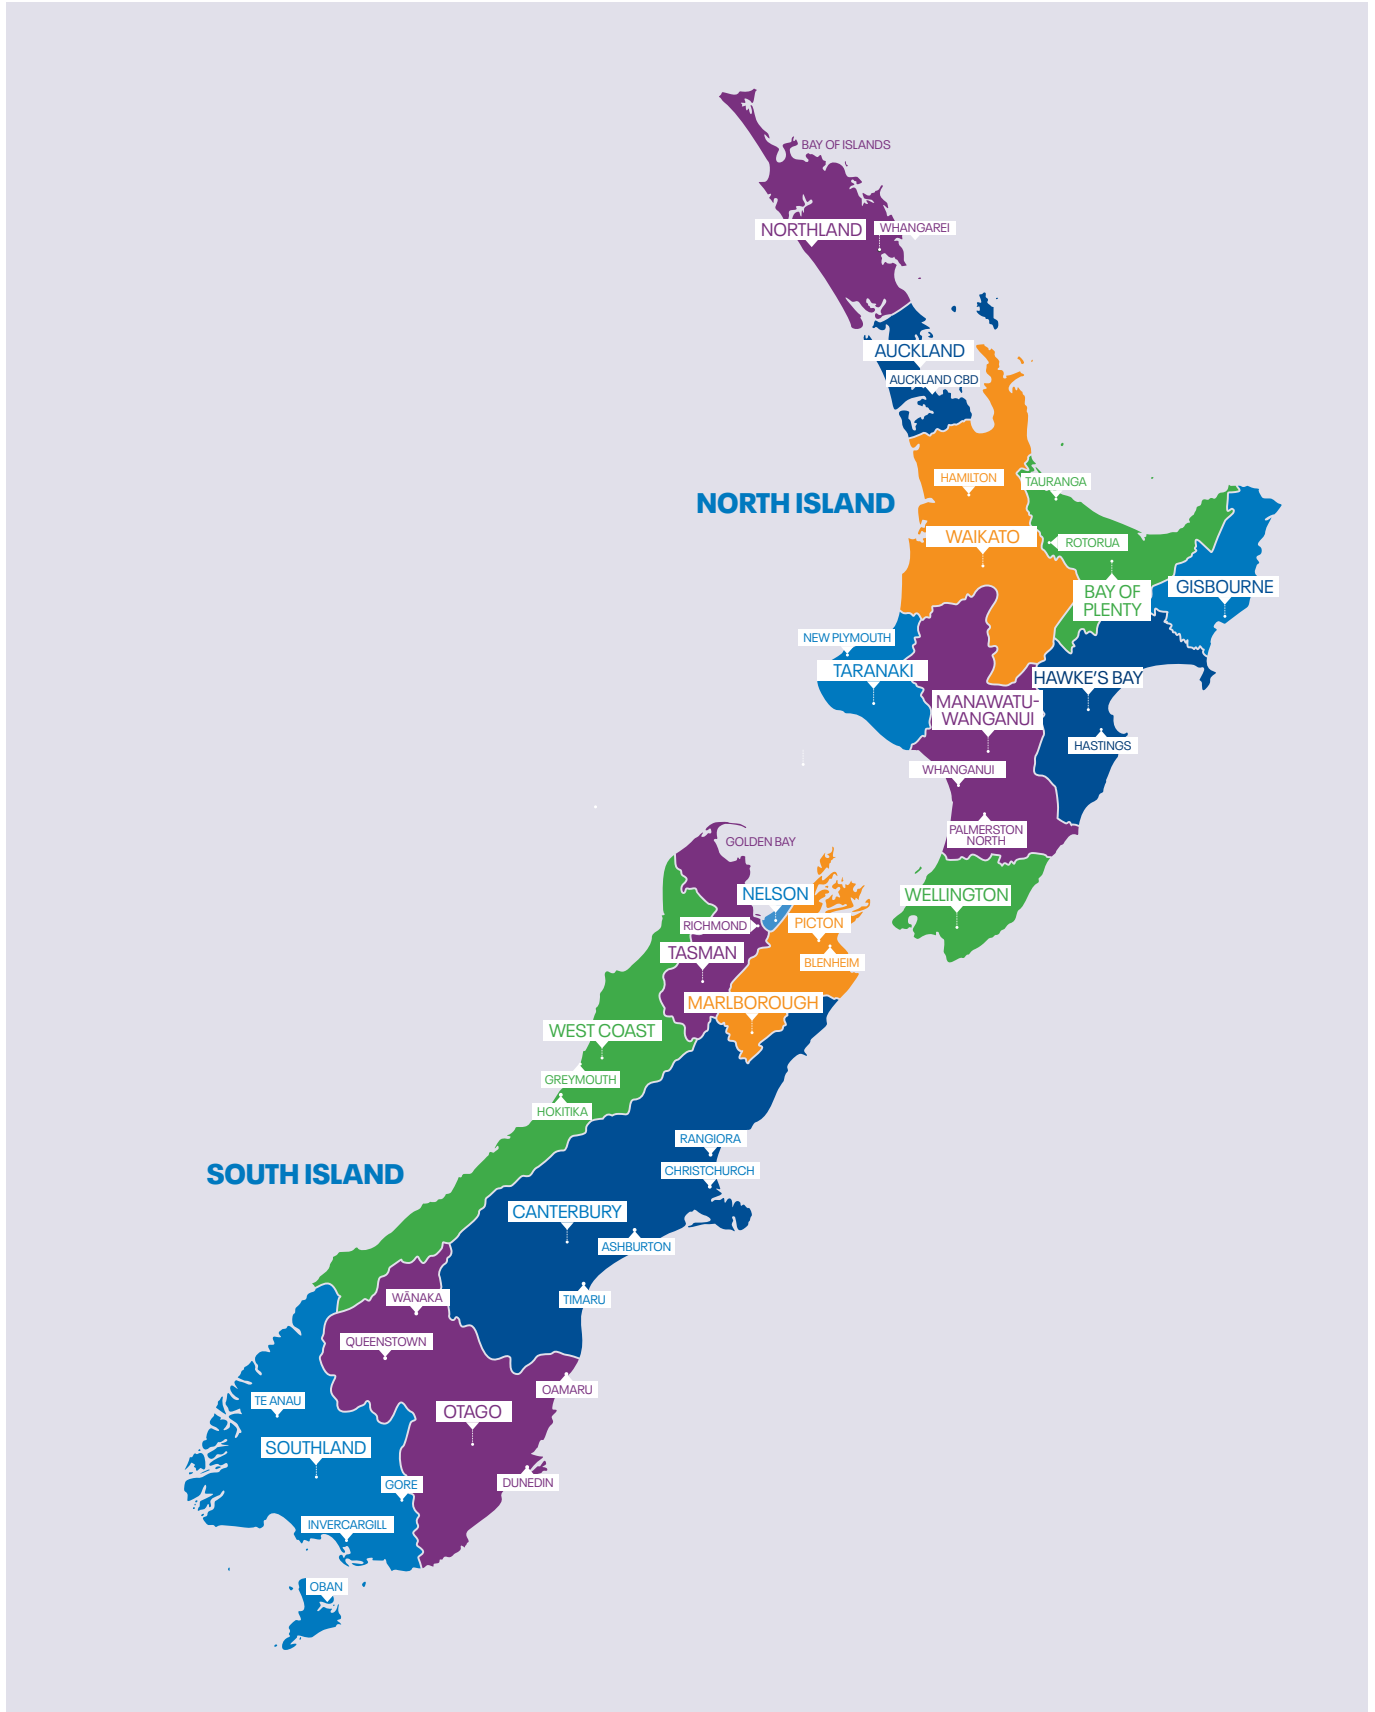 BAY OF ISLANDS
NORTHLAND
WHANGAREI
AUCKLAND
AUCKLAND CBD
HAMILTON
TAURANGA
NORTH ISLAND
WAIKATO
ROTORUA
BAY OF
PLENTY
GISBOURNE
NEW PLYMOUTH
TARANAKI
HAWKE'S BAY
MANAWATU-
WANGANUI
HASTINGS
WHANGANUI
PALMERSTON
NORTH
GOLDEN BAY
NELSON
WELLINGTON
RICHMOND
PICTON
TASMAN
BLENHEIM
MARLBOROUGH
WEST COAST
GREYMOUTH
HOKITIKA
RANGIORA
CHRISTCHURCH
SOUTH ISLAND
CANTERBURY
ASHBURTON
WĀNAKA
TIMARU
QUEENSTOWN
OAMARU
TE ANAU
OTAGO
SOUTHLAND
GORE
DUNEDIN
INVERCARGILL
OBAN